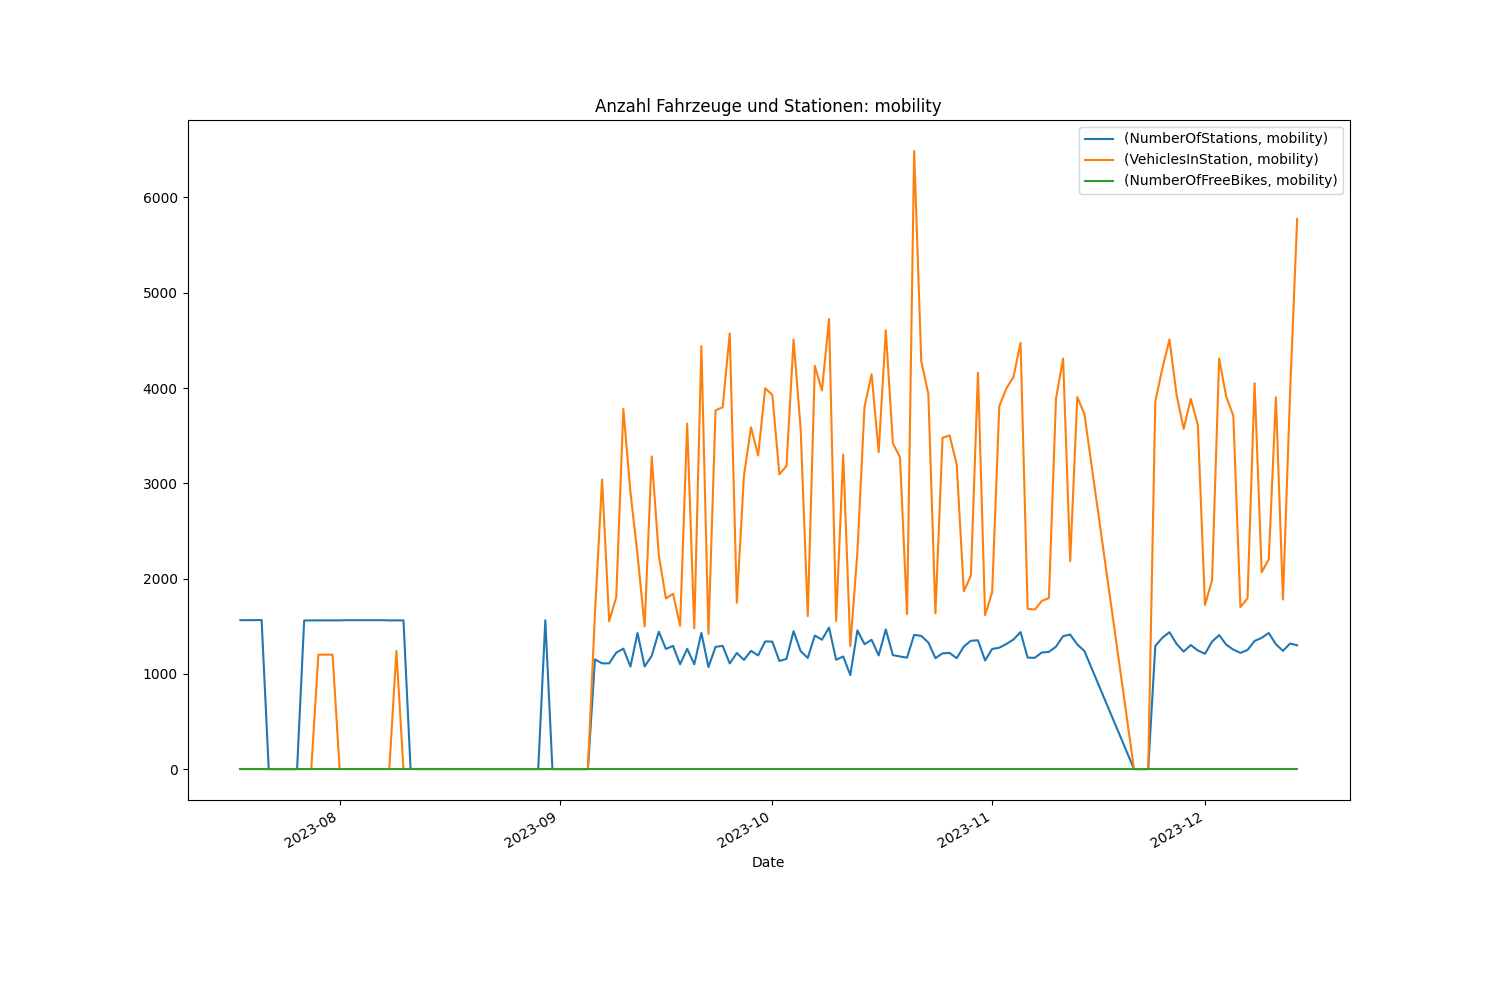 Anzahl Fahrzeuge und Stationen: mobility
(NumberOfStations, mobility)
(VehiclesInStation, mobility)
(NumberOfFreeBikes, mobility)
6000
5000
4000
3000
2000
1000
0
2023-08
2023-09
2023-10
2023-11
2023-12
Date